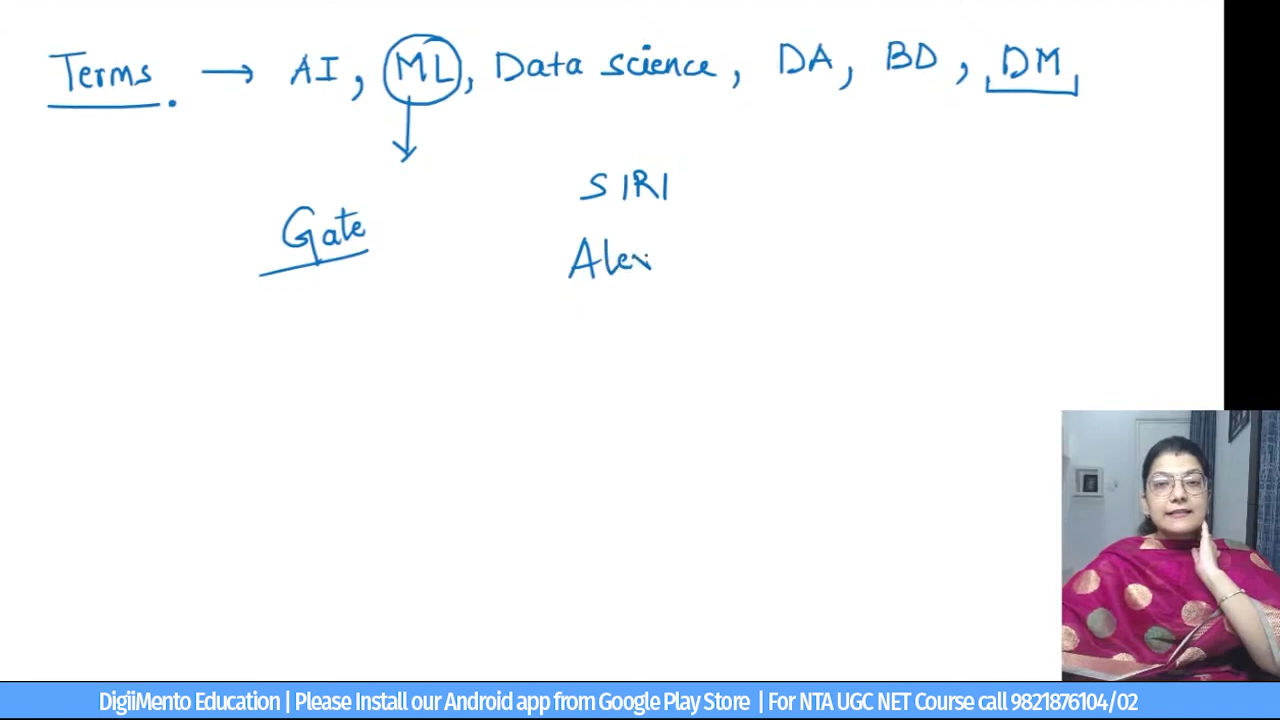 Terms. → AI, ML, Data science, DA, BD, DM
SIRI
Gate
Alex
DigiiMento Education | Please Install our Android app from Google Play Store | For NTA UGC NET Course call 9821876104/02